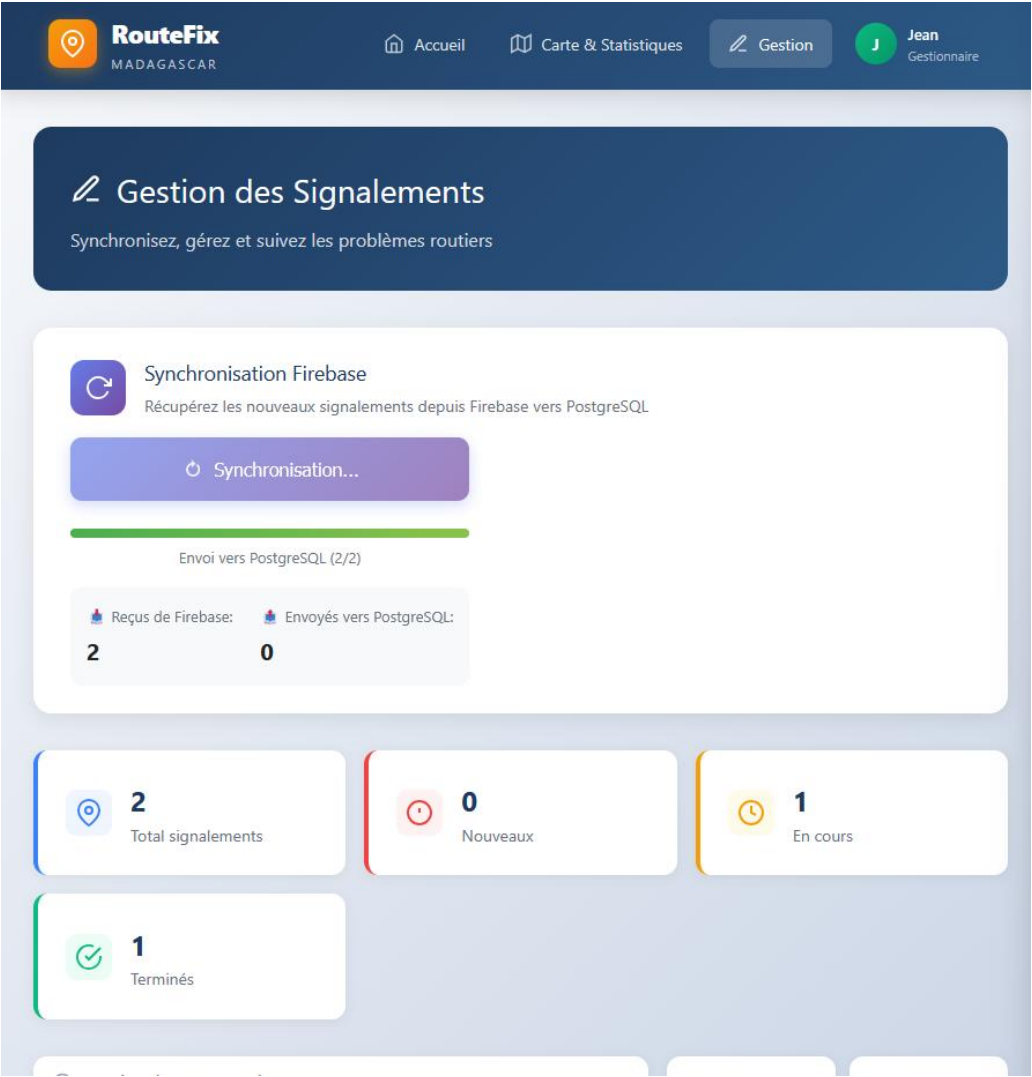 RouteFix
MADAGASCAR
Accueil
Carte & Statistiques
Gestion
J
Jean
Gestionnaire
Gestion des Signalements
Synchronisez, gérez et suivez les problèmes routiers
Synchronisation Firebase
Récupérez les nouveaux signalements depuis Firebase vers PostgreSQL
Synchronisation...
Envoi vers PostgreSQL (2/2)
Reçus de Firebase:
2
Envoyés vers PostgreSQL:
0
2
Total signalements
0
Nouveaux
1
En cours
1
Terminés